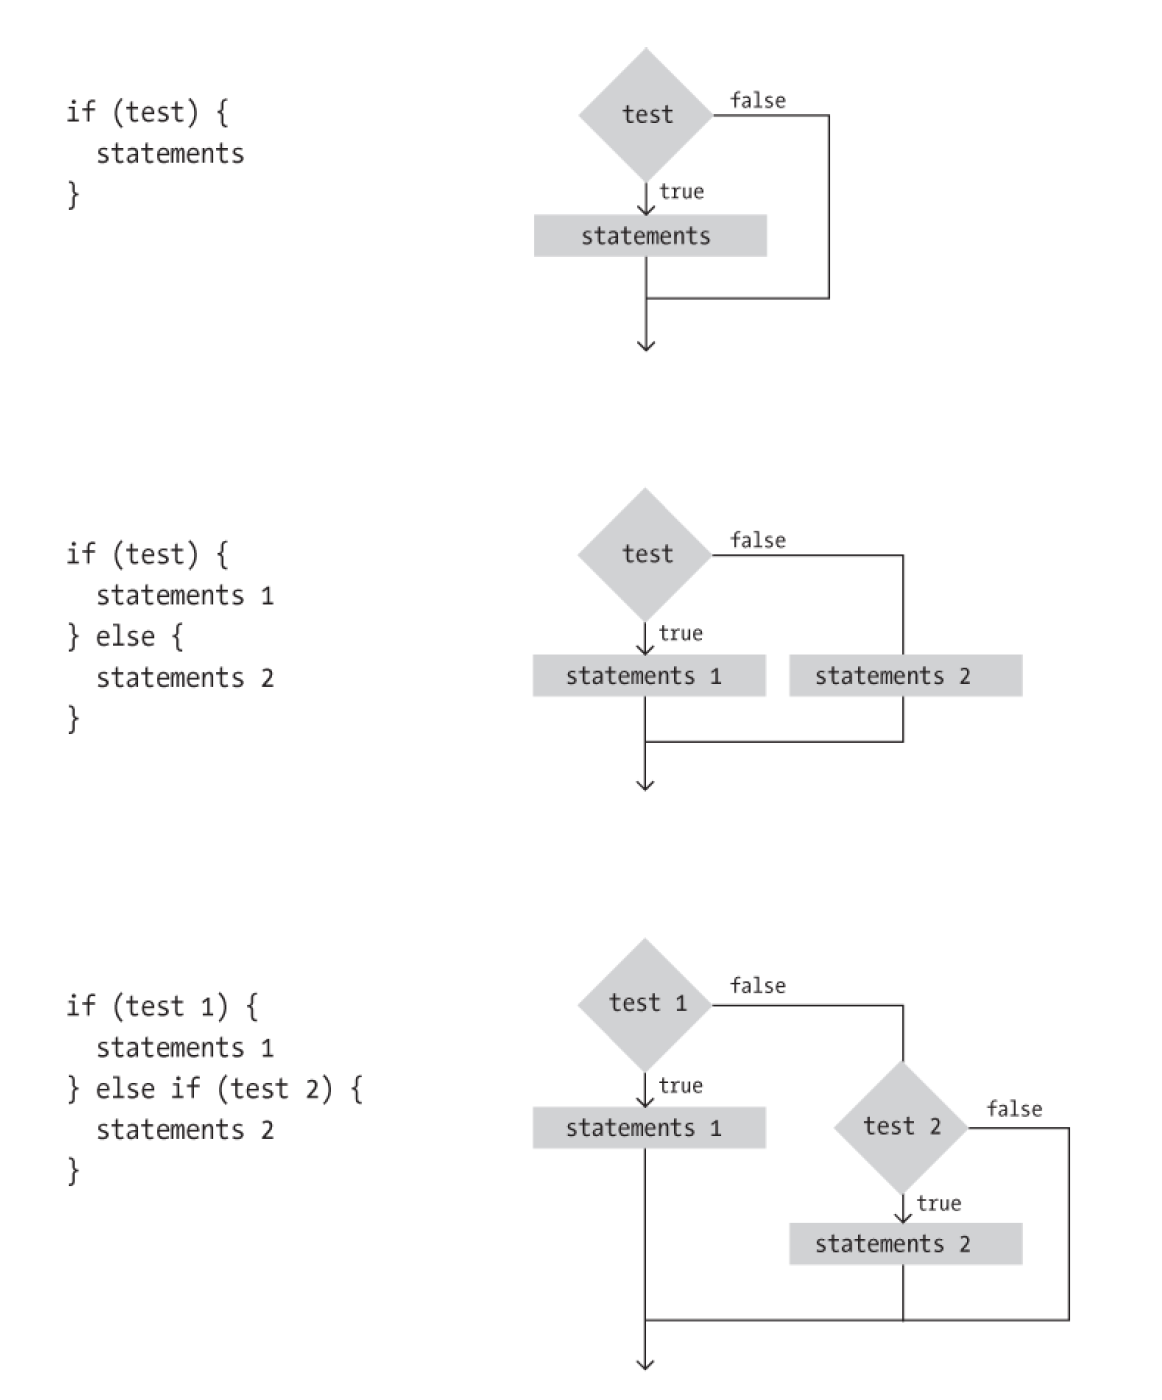 if (test) {
  statements
}
test
false
true
statements
if (test) {
  statements 1
} else {
  statements 2
}
test
false
true
statements 1
statements 2
if (test 1) {
  statements 1
} else if (test 2) {
  statements 2
}
test 1
false
true
statements 1
test 2
false
true
statements 2